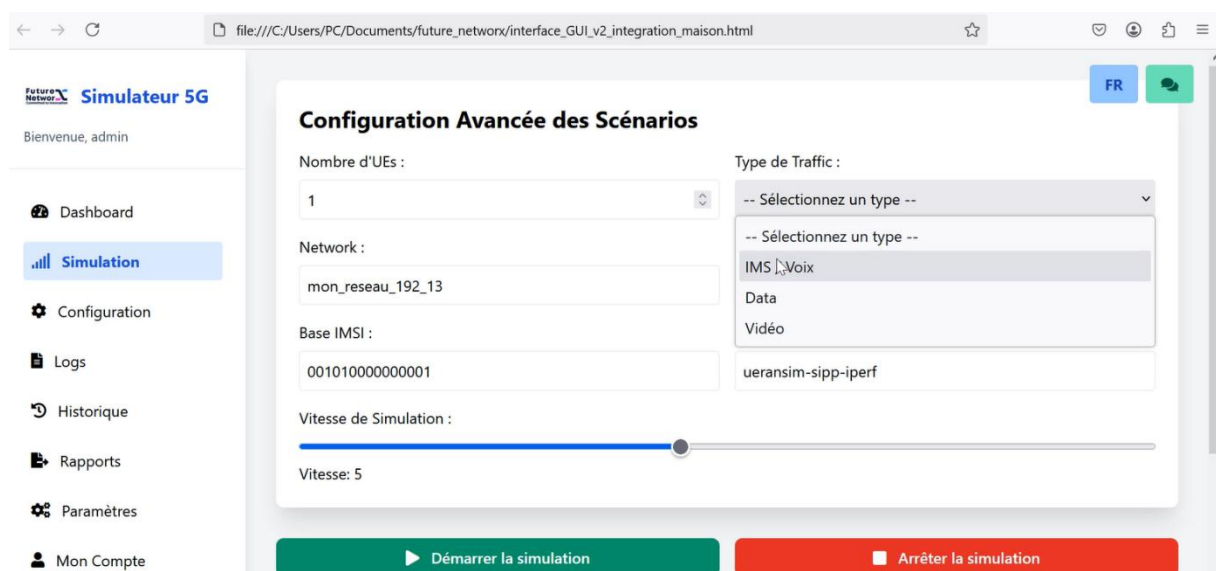 file:///C:/Users/PC/Documents/future_networx/interface_GUI_v2_integration_maison.html
Future
Networ
Simulateur 5G
Bienvenue, admin
Dashboard
Simulation
Configuration
Logs
Historique
Rapports
Paramètres
Mon Compte
FR
Configuration Avancée des Scénarios
Nombre d'UEs :
1
Type de Traffic :
-- Sélectionnez un type --
-- Sélectionnez un type --
IMS Voix
Data
Vidéo
Network :
mon_reseau_192_13
Base IMSI :
001010000000001
ueransim-sipp-iperf
Vitesse de Simulation :
Vitesse: 5
Démarrer la simulation
Arrêter la simulation